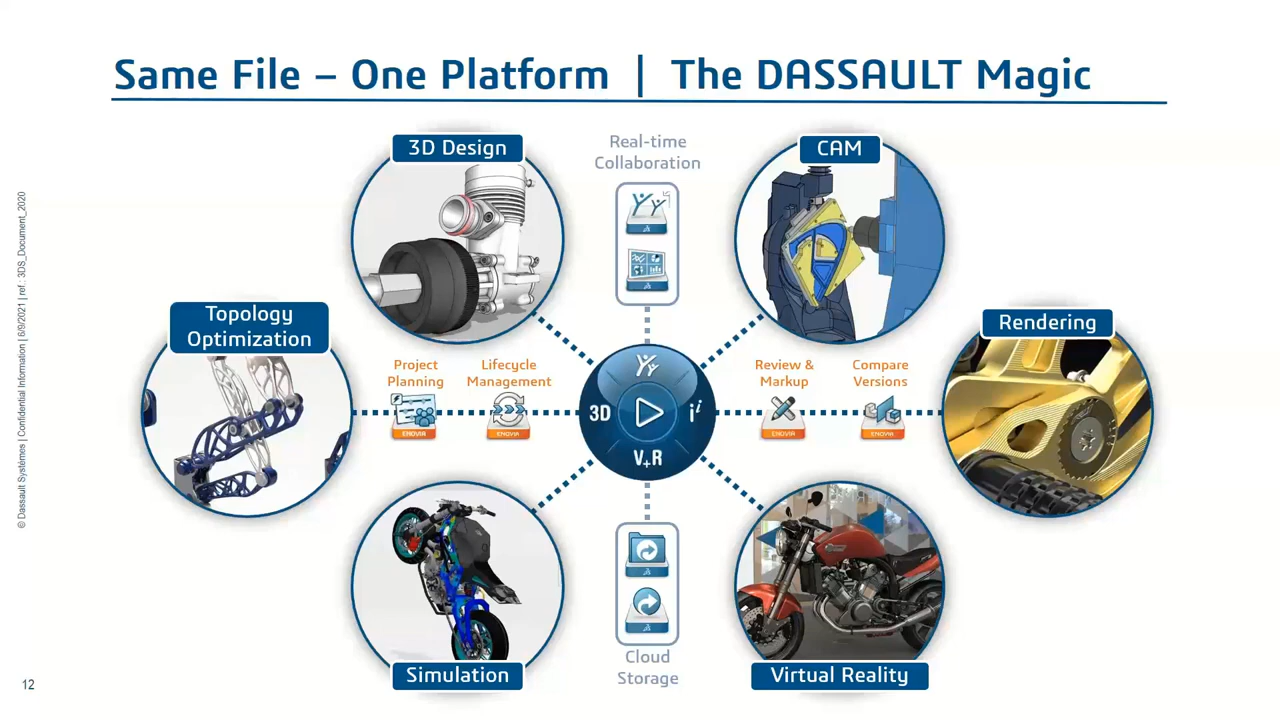 Same File – One Platform | The DASSAULT Magic
3D Design
Real-time
Collaboration
CAM
Topology
Optimization
Rendering
Project
Planning
Lifecycle
Management
Review &
Markup
Compare
Versions
ENOVIA
ENOVIA
3D
i i
V+R
ENOVIA
ENOVIA
Simulation
Cloud
Storage
Virtual Reality
© Dassault Systèmes | Confidential Information | 6/9/2021 | ref.: 3DS_Document_2020
12